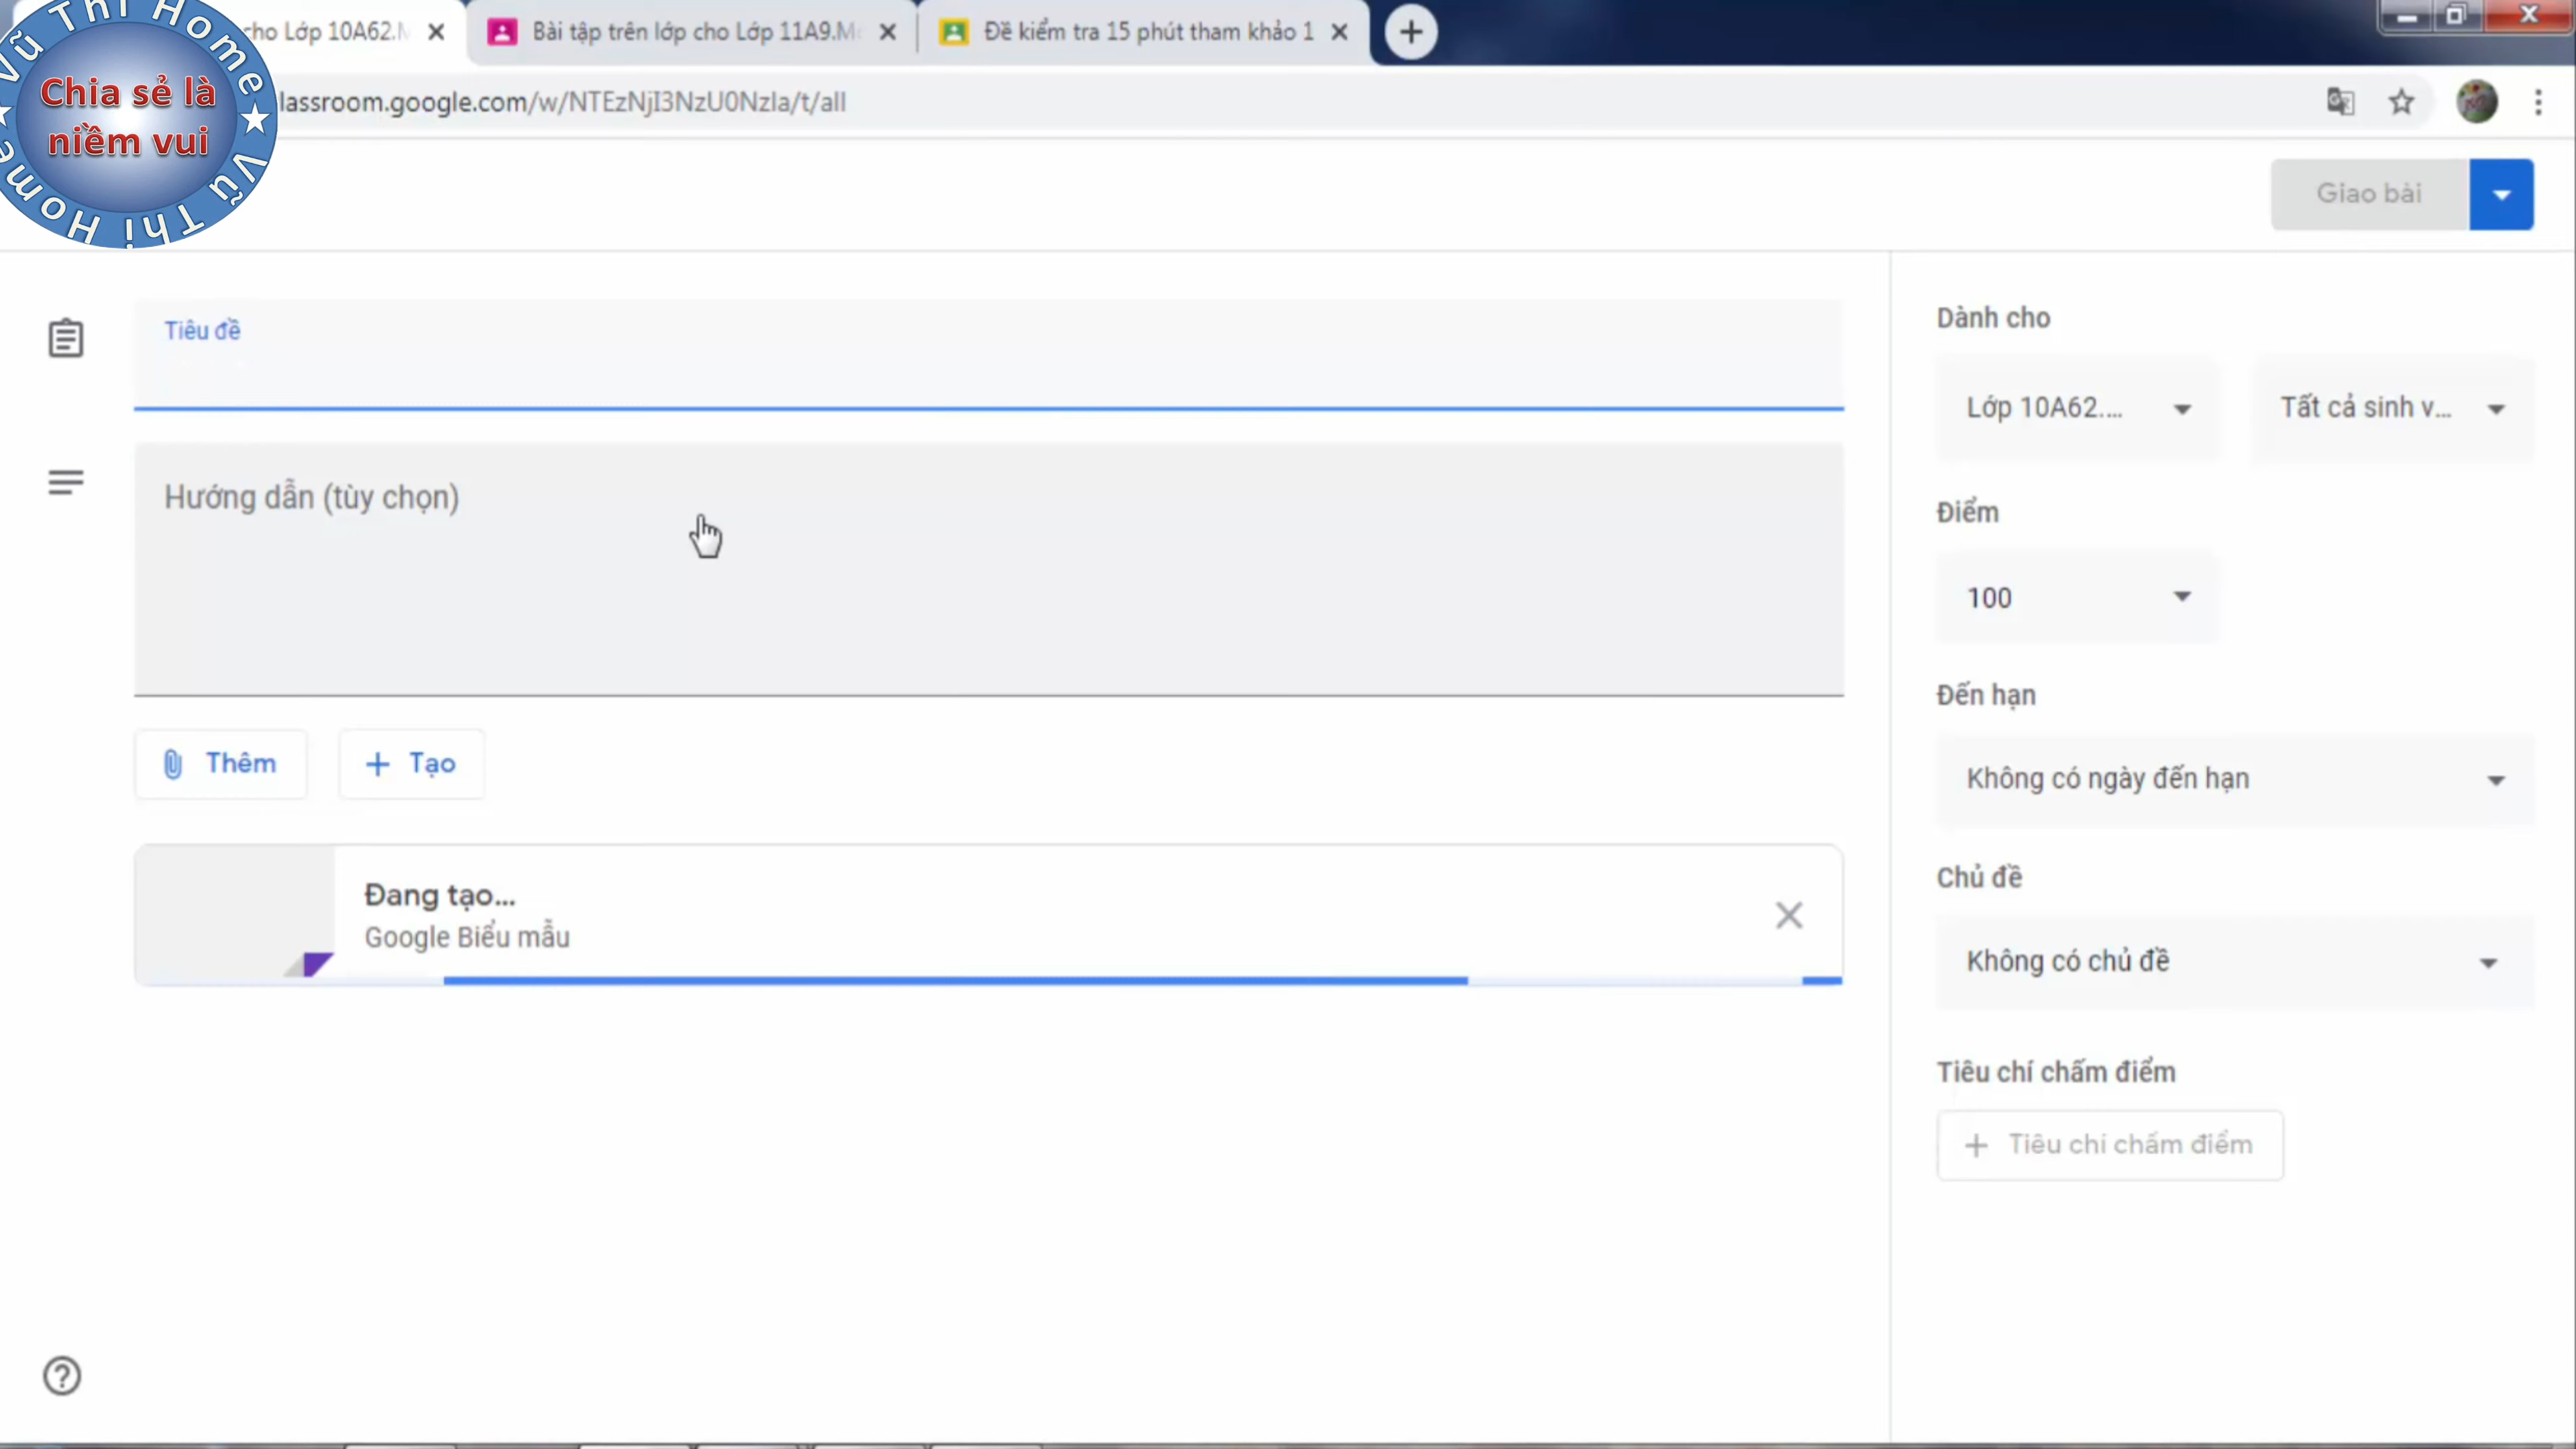 cho Lớp 10A62.
Bài tập trên lớp cho Lớp 11A9.
Đề kiểm tra 15 phút tham khảo 1
Vũ Thi Home
Chia sẻ là
niềm vui
Vũ Thi Home
lassroom.google.com/w/NTEzNjI3NzU0Nzla/t/all
Giao bài
Tiêu đề
Hướng dẫn (tùy chọn)
Thêm
Tạo
Đang tạo...
Google Biểu mẫu
Dành cho
Lớp 10A62....
Tất cả sinh v...
Điểm
100
Đến hạn
Không có ngày đến hạn
Chủ đề
Không có chủ đề
Tiêu chí chấm điểm
Tiêu chí chấm điểm